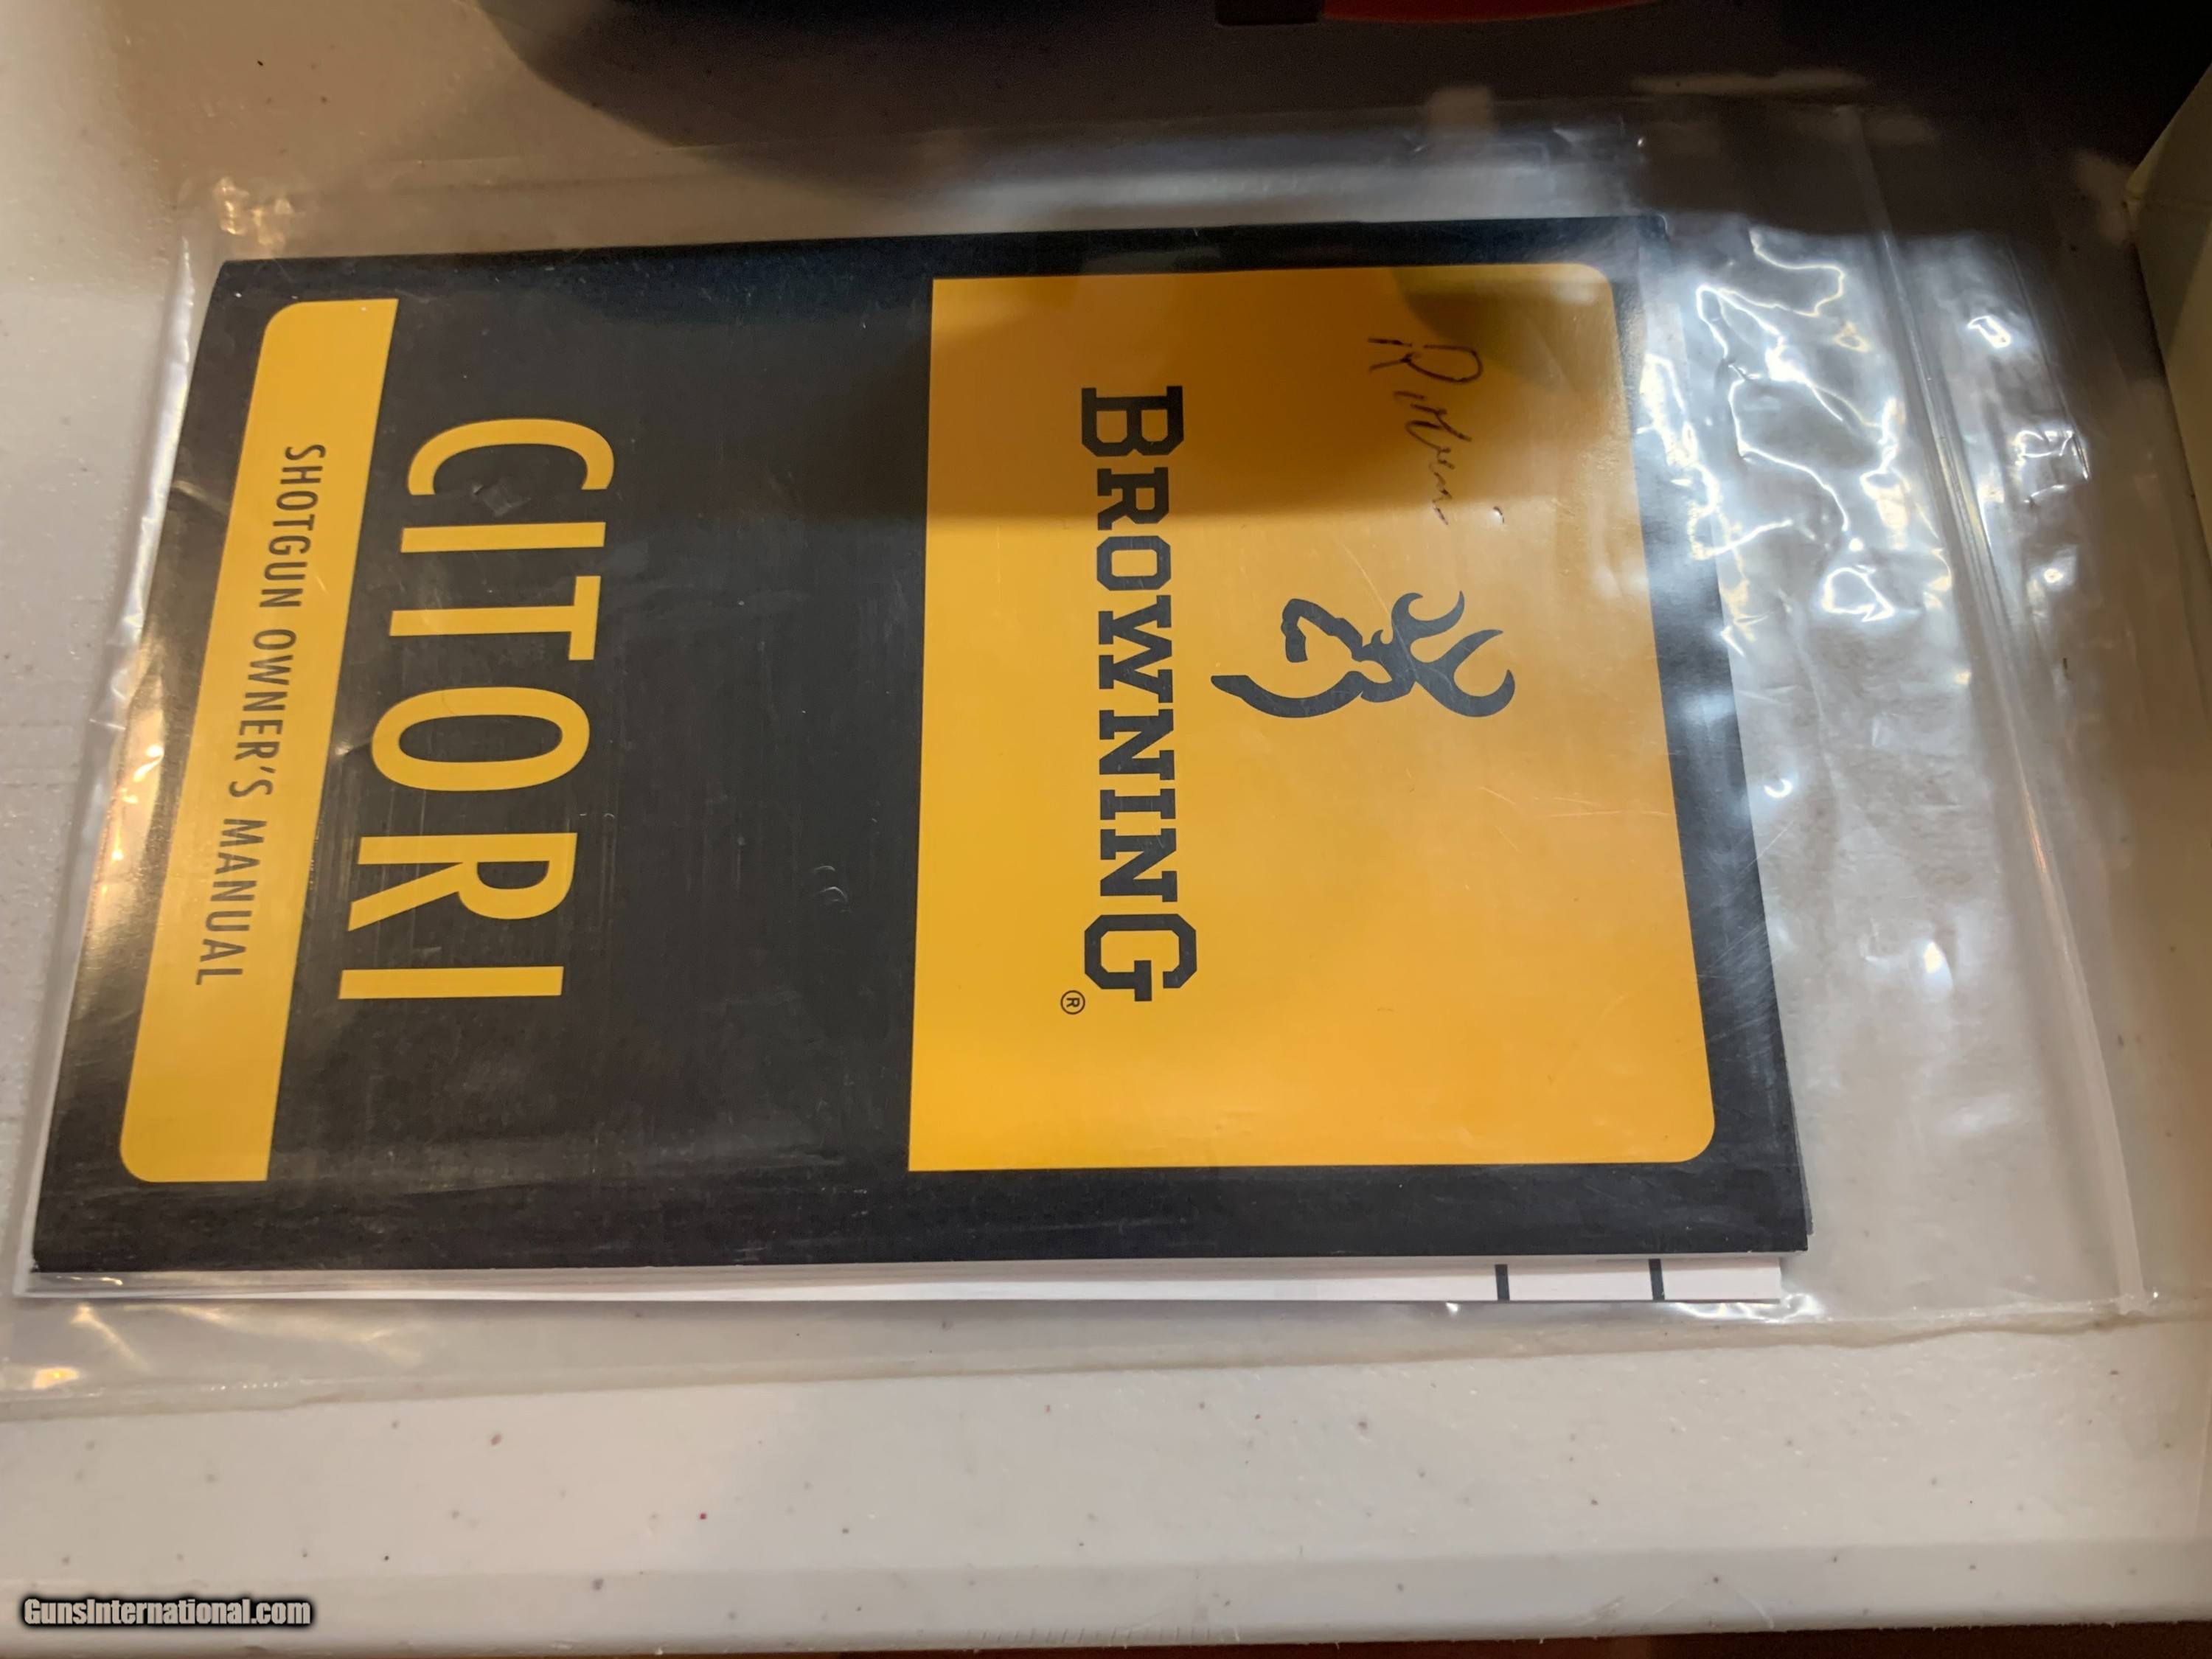 BROWNING®
CITORI
SHOTGUN OWNER'S MANUAL
GunsInternational.com